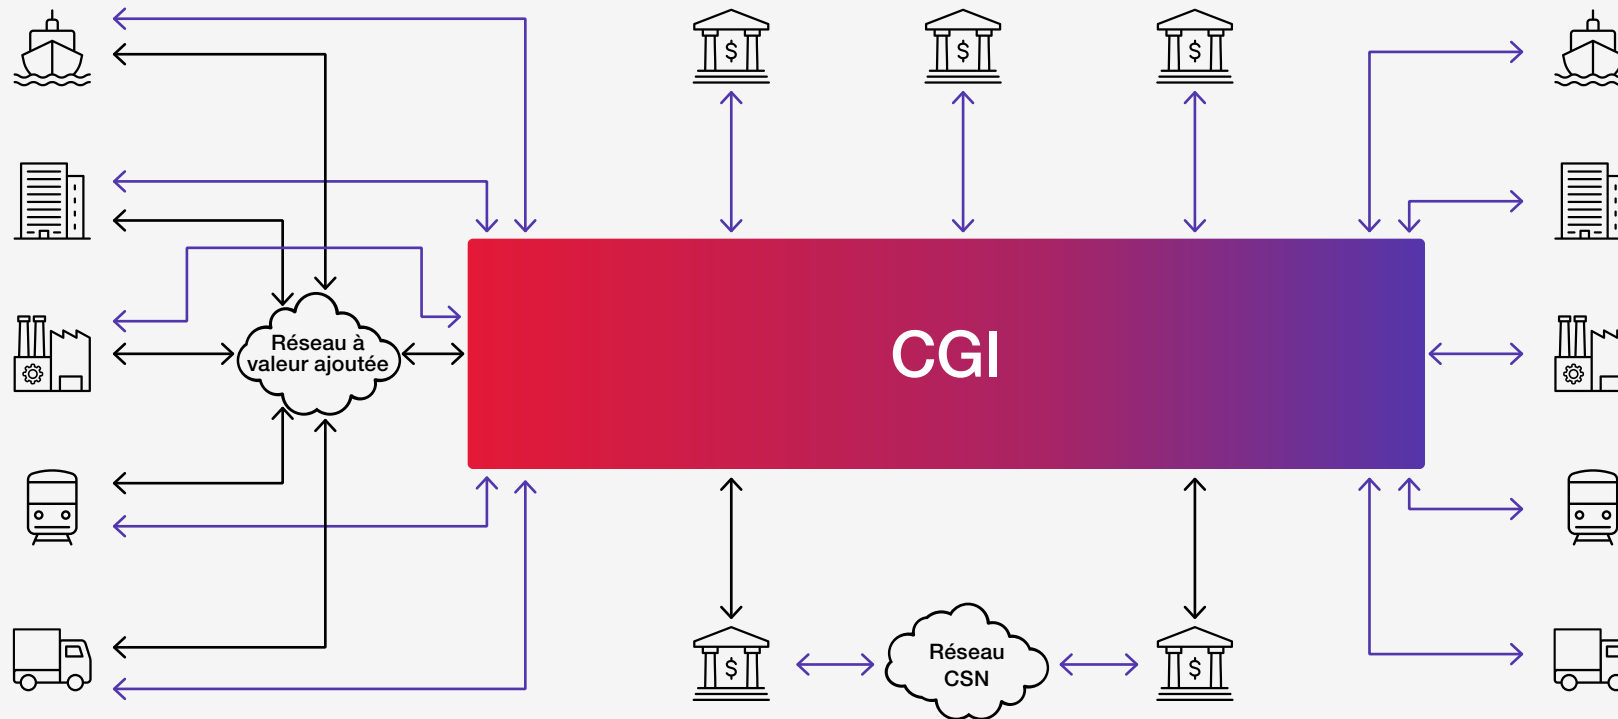 Réseau à
valeur ajoutée
CGI
Réseau
CSN
$
$
$
$
$